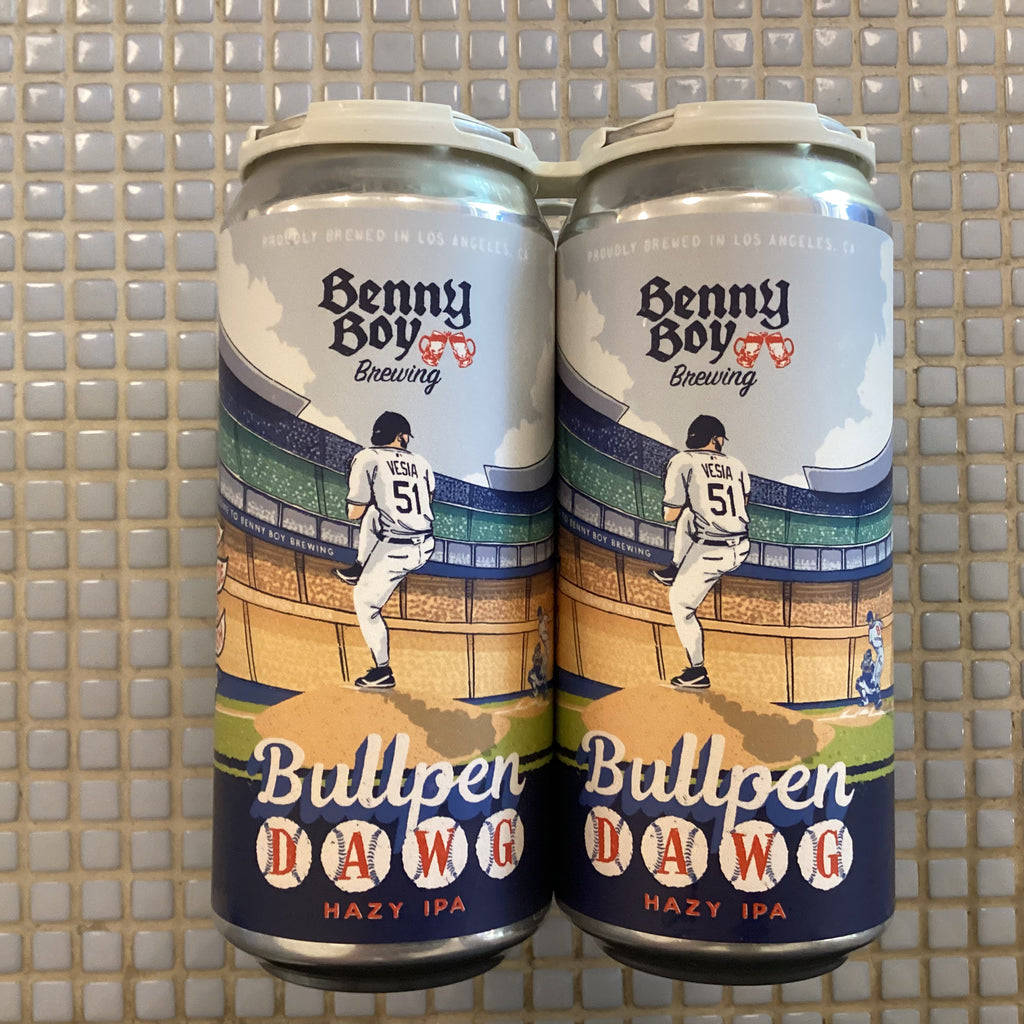 PROUDLY BREWED IN LOS ANGELES, CA
Benny
Boy
Brewing
VESIA
51
TO BENNY BOY BREWING
Bullpen
DAWG
HAZY IPA
PROUDLY BREWED IN LOS ANGELES, CA
Benny
Boy
Brewing
VESIA
51
TO BENNY BOY BREWING
Bullpen
DAWG
HAZY IPA